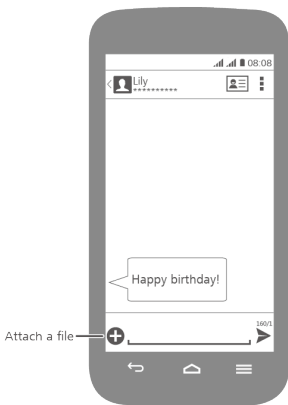 08:08
Lily
**********
Happy birthday!
160/1
Attach a file